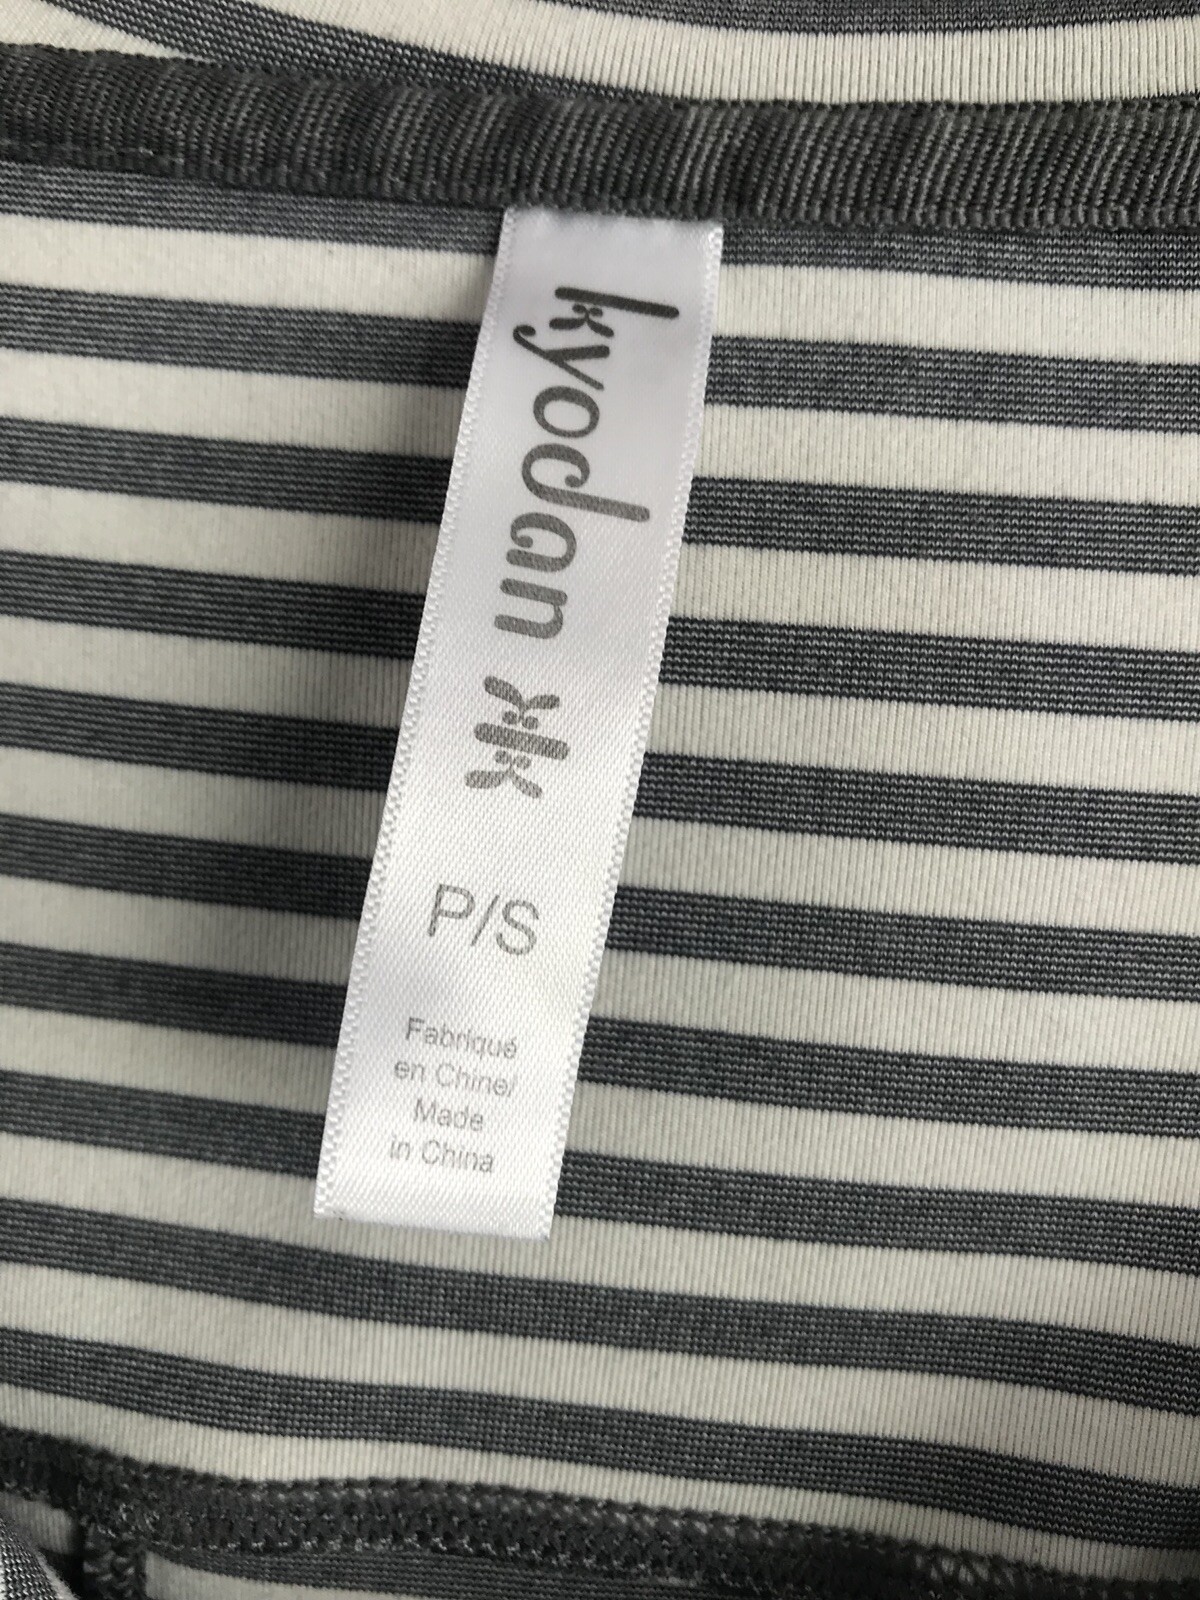 kyodan
P/S
Fabriqué
en Chine/
Made
in China